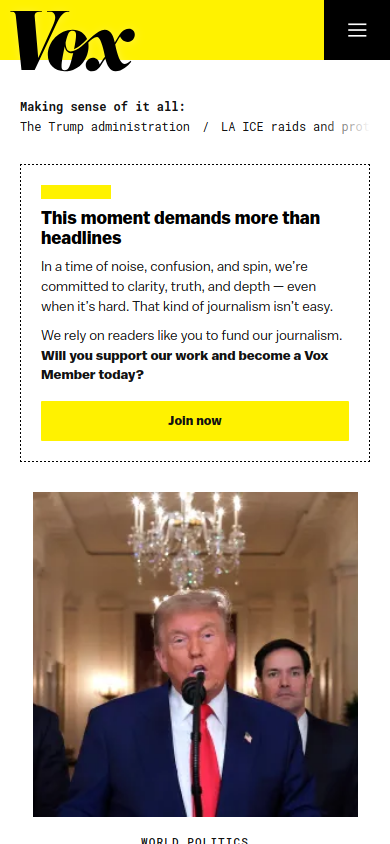 Vox
Making sense of it all:
The Trump administration / LA ICE raids and prot
This moment demands more than
headlines
In a time of noise, confusion, and spin, we're
committed to clarity, truth, and depth — even
when it's hard. That kind of journalism isn't easy.
We rely on readers like you to fund our journalism.
Will you support our work and become a Vox
Member today?
Join now
WORLD POLITICS